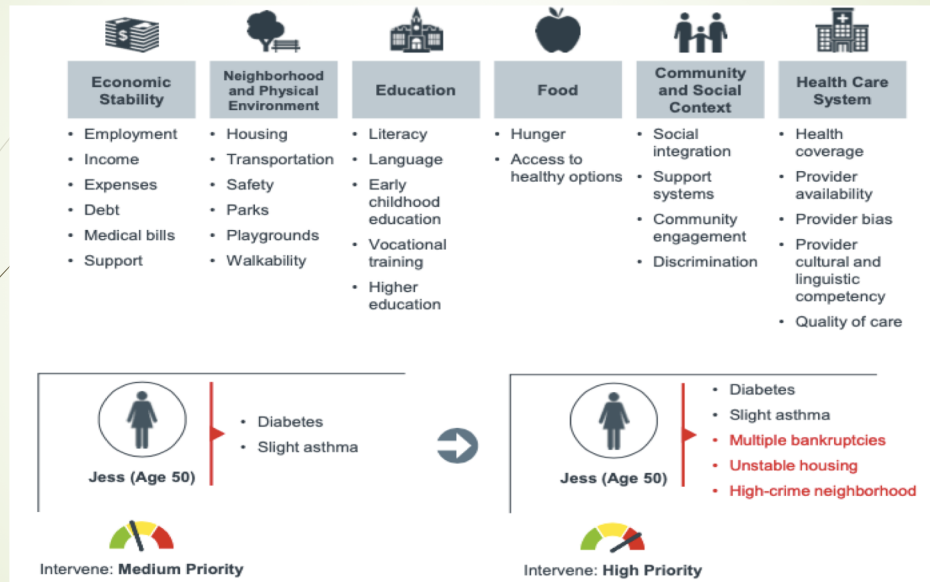 $
Economic
Stability
• Employment
• Income
• Expenses
• Debt
• Medical bills
• Support
Neighborhood
and Physical
Environment
• Housing
• Transportation
• Safety
• Parks
• Playgrounds
• Walkability
Education
• Literacy
• Language
• Early
childhood
education
• Vocational
training
• Higher
education
Food
• Hunger
• Access to
healthy options
Community
and Social
Context
• Social
integration
• Support
systems
• Community
engagement
• Discrimination
Health Care
System
• Health
coverage
• Provider
availability
• Provider bias
• Provider
cultural and
linguistic
competency
• Quality of care
Jess (Age 50)
• Diabetes
• Slight asthma
Intervene: Medium Priority
Jess (Age 50)
• Diabetes
• Slight asthma
• Multiple bankruptcies
• Unstable housing
• High-crime neighborhood
Intervene: High Priority